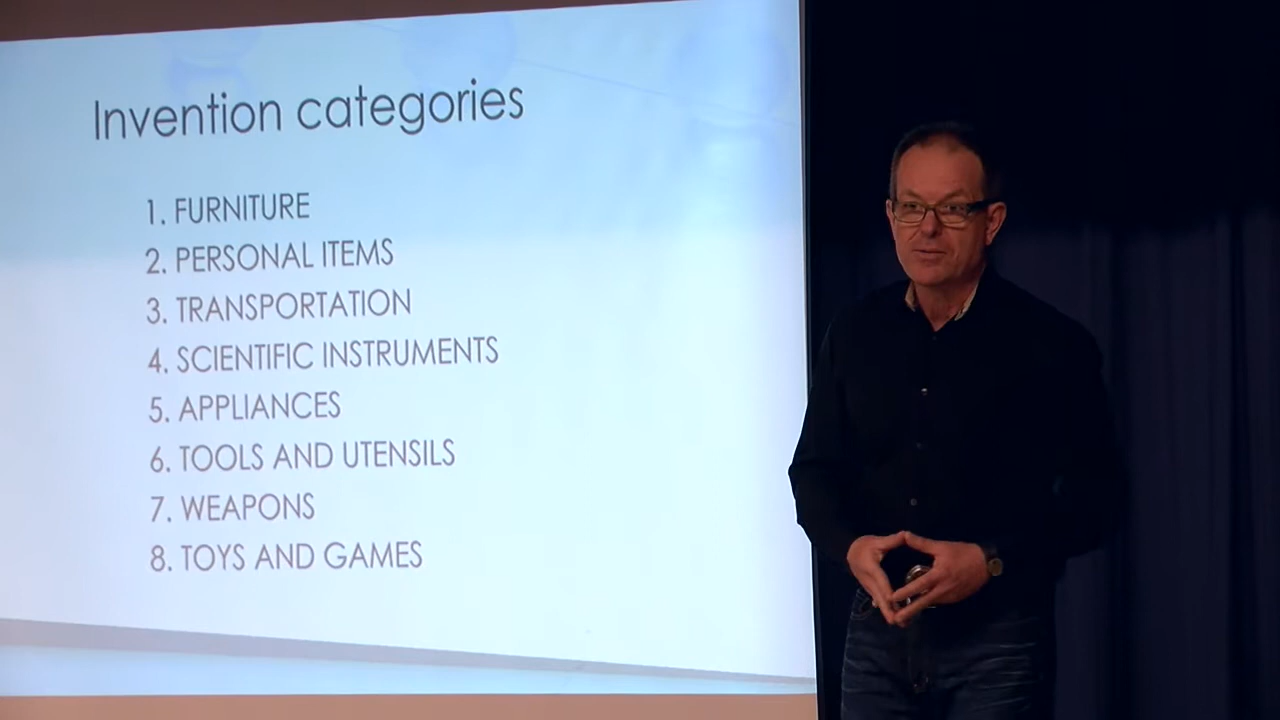 Invention categories
1. FURNITURE
2. PERSONAL ITEMS
3. TRANSPORTATION
4. SCIENTIFIC INSTRUMENTS
5. APPLIANCES
6. TOOLS AND UTENSILS
7. WEAPONS
8. TOYS AND GAMES